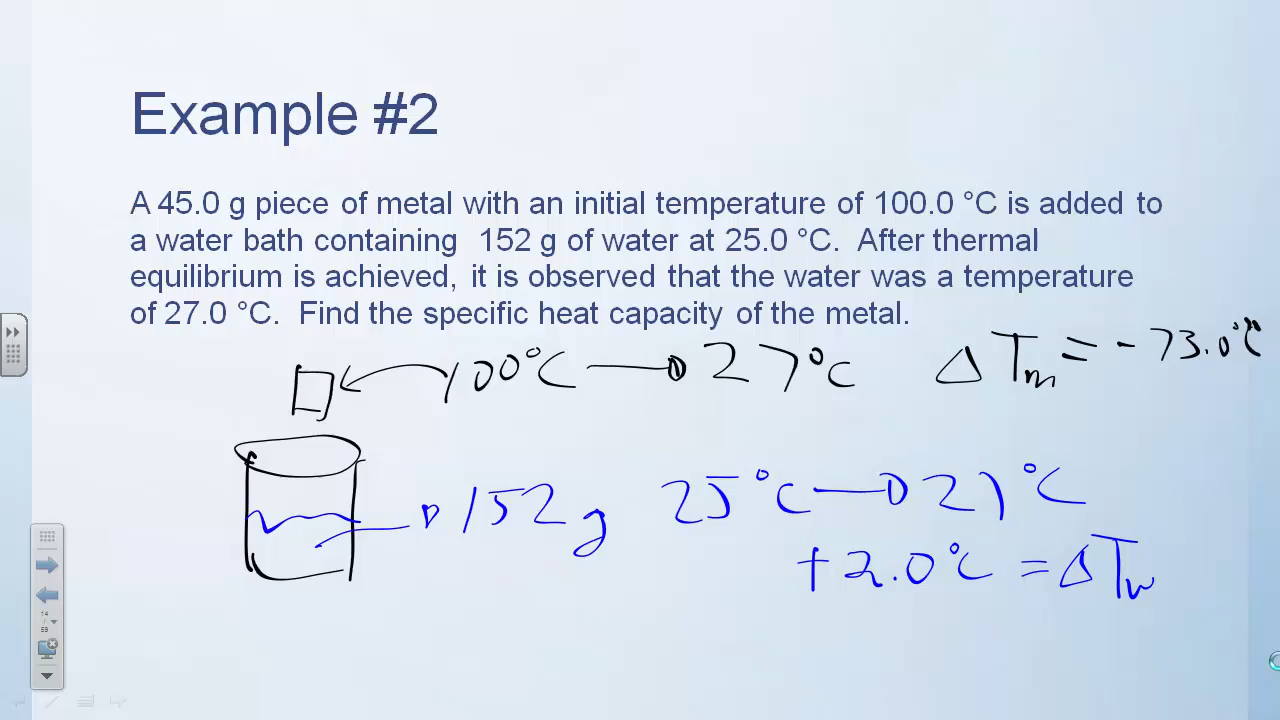 Example #2
A 45.0 g piece of metal with an initial temperature of 100.0 °C is added to
a water bath containing 152 g of water at 25.0 °C. After thermal
equilibrium is achieved, it is observed that the water was a temperature
of 27.0 °C. Find the specific heat capacity of the metal.
100°C → 27°C ΔTm = -73.0°C
152g 25°C → 27°C
+2.0°C = ΔTw
14
/
59